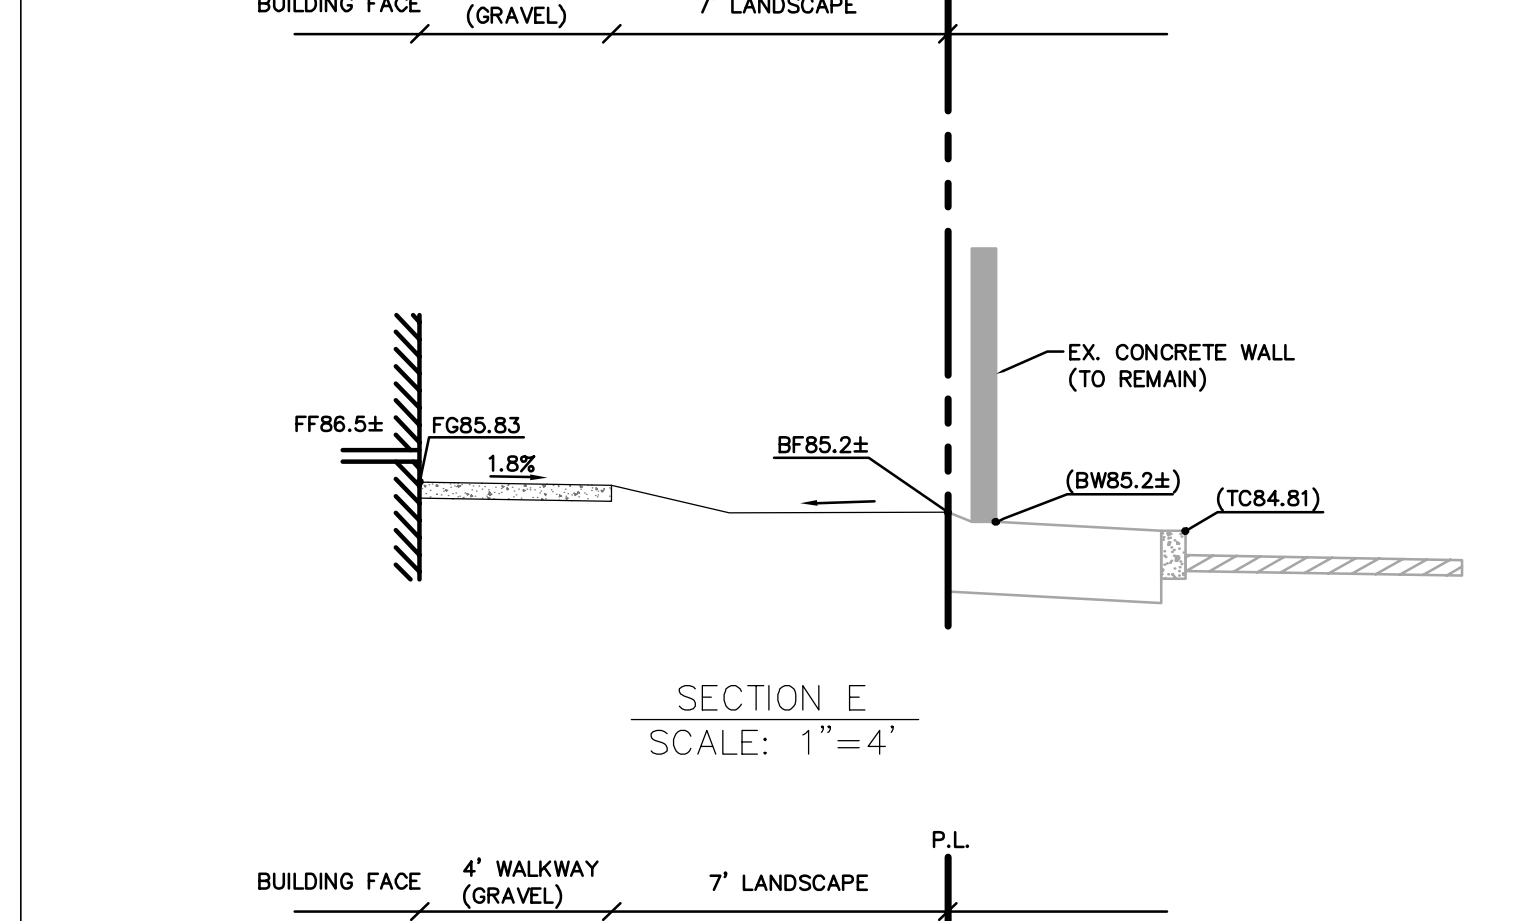 BUILDING FACE
(GRAVEL)
7' LANDSCAPE
EX. CONCRETE WALL
(TO REMAIN)
FF86.5±
FG85.83
1.8%
BF85.2±
(BW85.2±)
(TC84.81)
SECTION E
SCALE: 1"=4'
P.L.
BUILDING FACE
4' WALKWAY
(GRAVEL)
7' LANDSCAPE